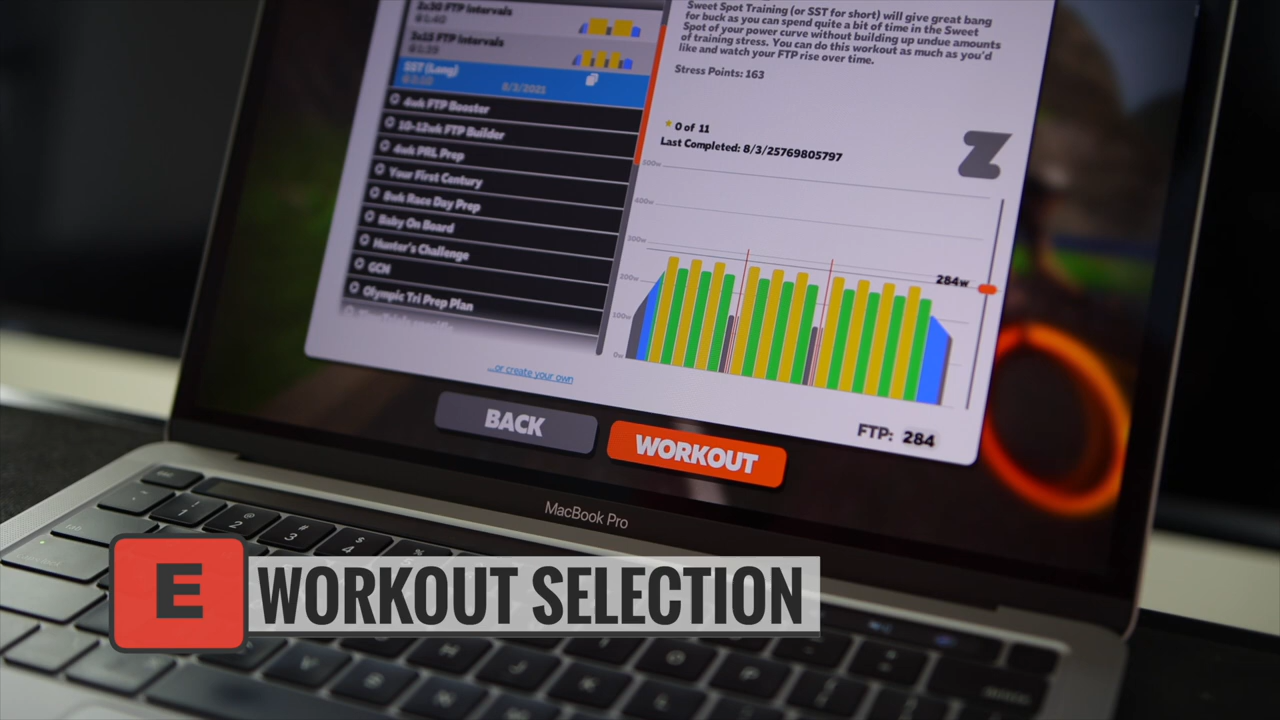 2x30 FTP Intervals
3x15 FTP Intervals
SST (Long)
8/3/2021
4wk FTP Booster
10-12wk FTP Builder
4wk PRL Prep
Your First Century
8wk Race Day Prep
Baby On Board
Hunter's Challenge
GCN
Olympic Tri Prep Plan
...or create your own
Sweet Spot Training (or SST for short) will give great bang
for buck as you can spend quite a bit of time in the Sweet
Spot of your power curve without building up undue amounts
of training stress. You can do this workout as much as you'd
like and watch your FTP rise over time.
Stress Points: 163
0 of 11
Last Completed: 8/3/25769805797
500w
400w
300w
200w
100w
0w
284w
FTP: 284
BACK
WORKOUT
MacBook Pro
E WORKOUT SELECTION